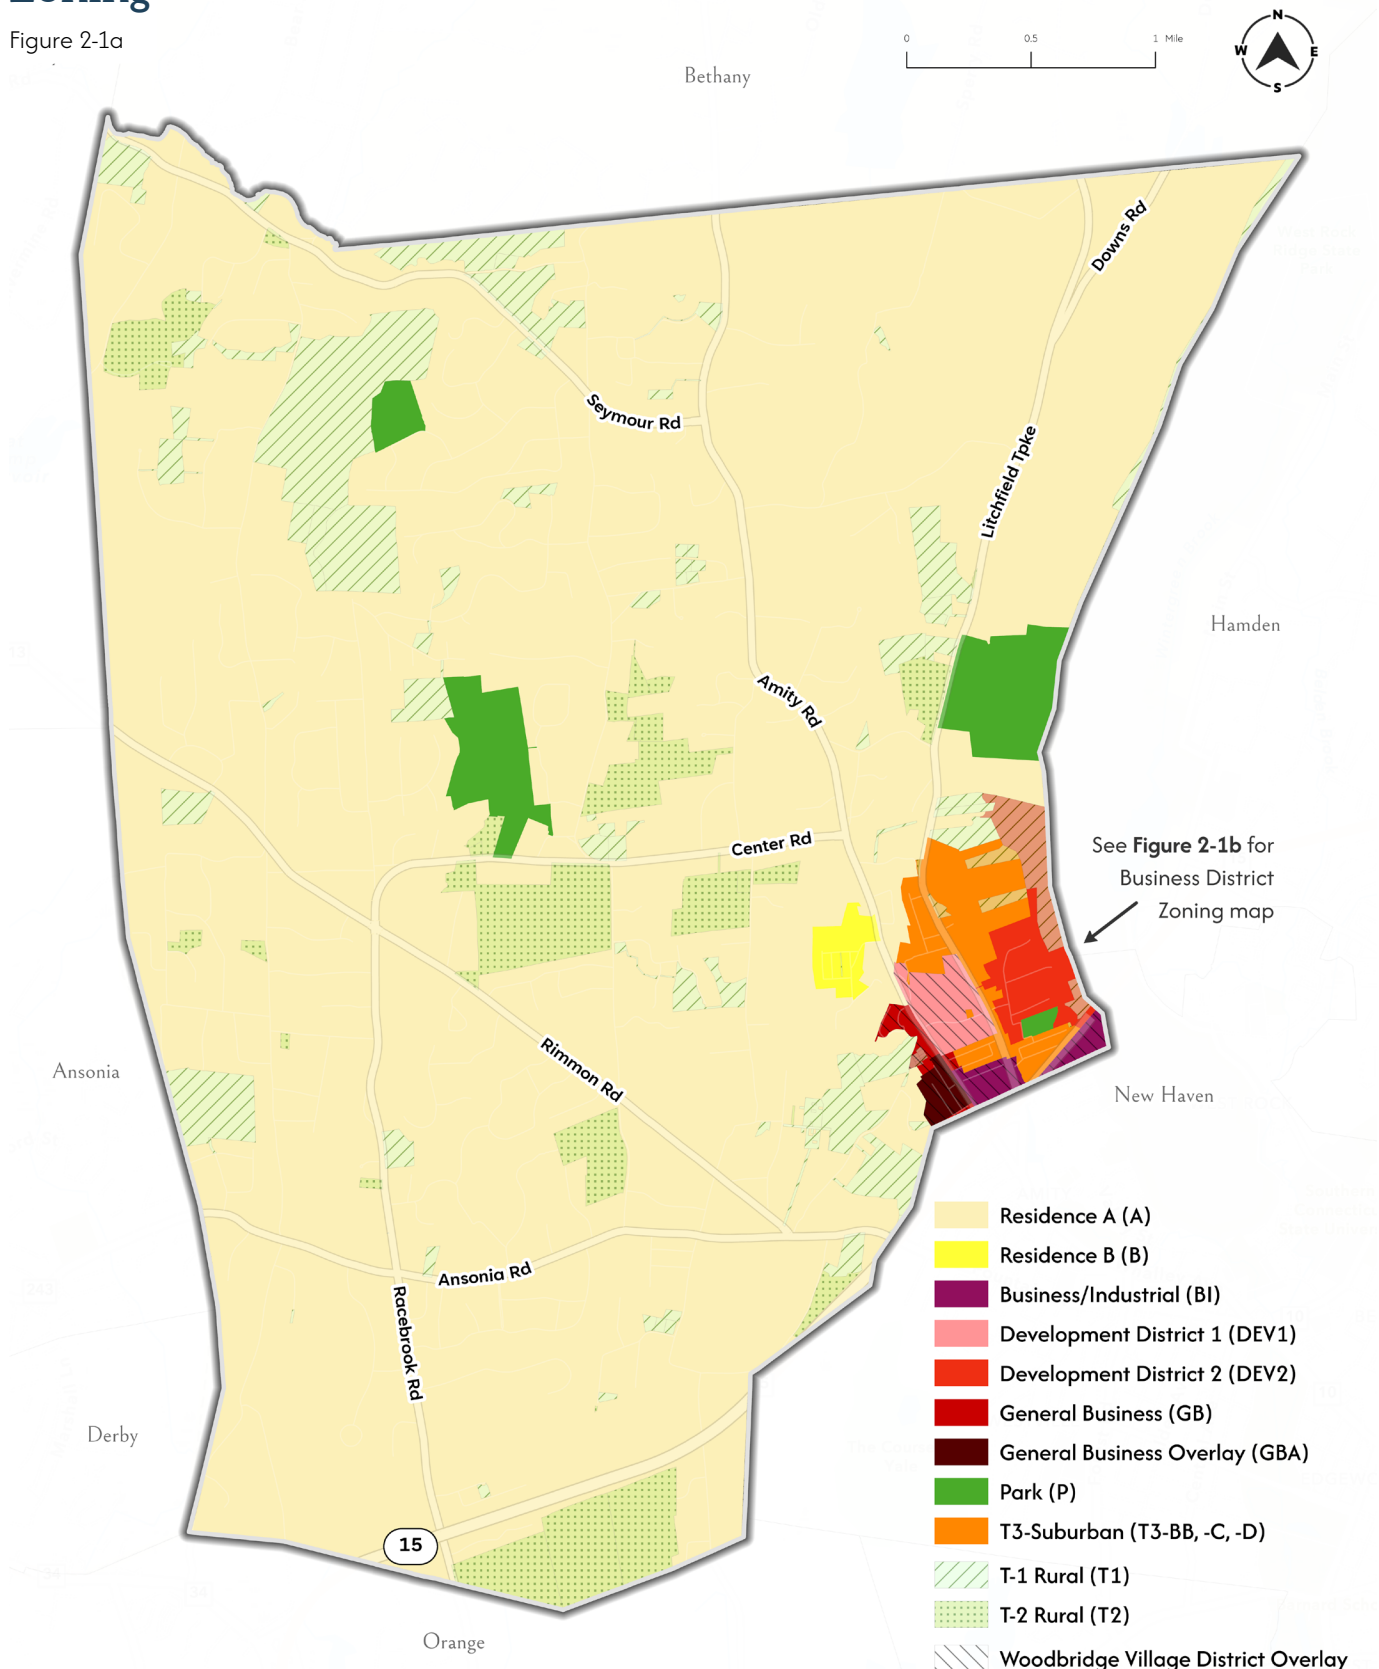 Zoning
Figure 2-1a
0 0.5 1 Mile
N
W E
S
Bethany
Downs Rd
Seymour Rd
Litchfield Tpke
Hamden
Amity Rd
Center Rd
See Figure 2-1b for
Business District
Zoning map
Rimmon Rd
Ansonia
New Haven
Ansonia Rd
Racebrook Rd
Derby
15
Orange
Residence A (A)
Residence B (B)
Business/Industrial (BI)
Development District 1 (DEV1)
Development District 2 (DEV2)
General Business (GB)
General Business Overlay (GBA)
Park (P)
T3-Suburban (T3-BB, -C, -D)
T-1 Rural (T1)
T-2 Rural (T2)
Woodbridge Village District Overlay